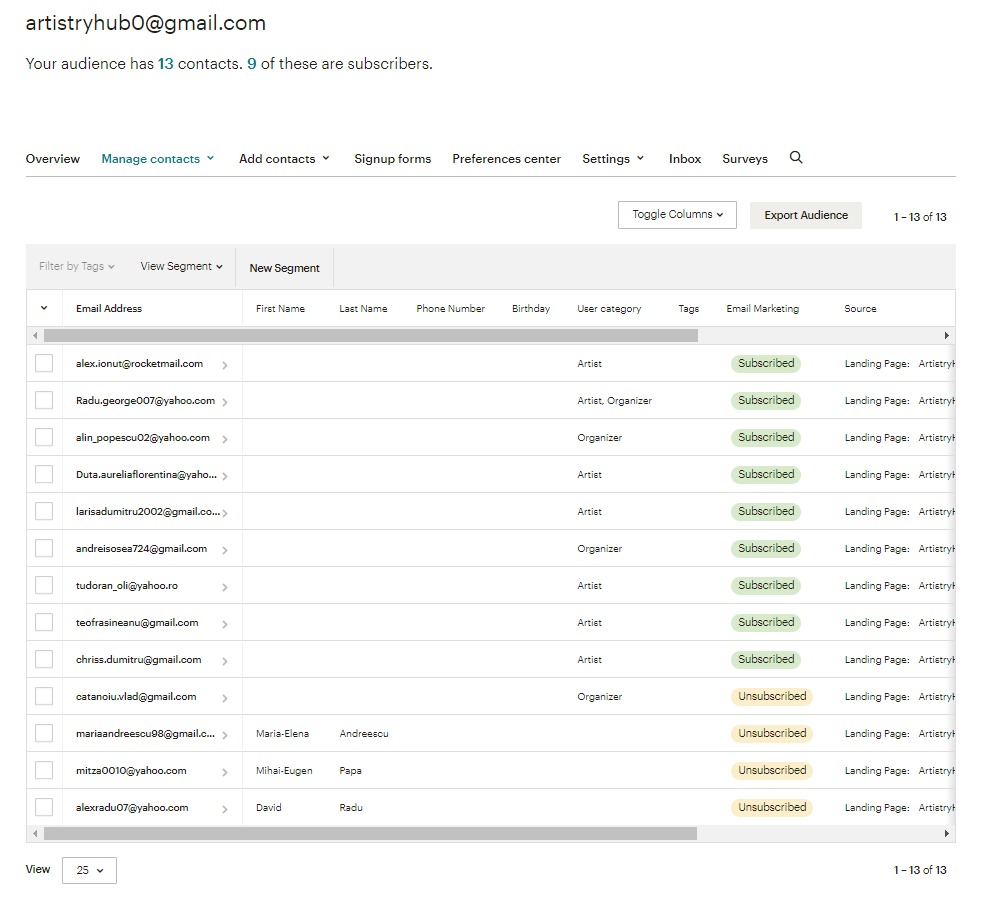 artistryhub0@gmail.com
Your audience has 13 contacts. 9 of these are subscribers.
Overview Manage contacts Add contacts Signup forms Preferences center Settings Inbox Surveys
Toggle Columns Export Audience 1 – 13 of 13
Filter by Tags View Segment New Segment
Email Address First Name Last Name Phone Number Birthday User category Tags Email Marketing Source
alex.ionut@rocketmail.com Artist Subscribed Landing Page: ArtistryH
Radu.george007@yahoo.com Artist, Organizer Subscribed Landing Page: ArtistryH
alin_popescu02@yahoo.com Organizer Subscribed Landing Page: ArtistryH
Duta.aureliaflorentina@yaho... Artist Subscribed Landing Page: ArtistryH
larisadumitru2002@gmail.co... Artist Subscribed Landing Page: ArtistryH
andreisosea724@gmail.com Organizer Subscribed Landing Page: ArtistryH
tudoran_oli@yahoo.ro Artist Subscribed Landing Page: ArtistryH
teofrasineanu@gmail.com Artist Subscribed Landing Page: ArtistryH
chriss.dumitru@gmail.com Artist Subscribed Landing Page: ArtistryH
catanoiu.vlad@gmail.com Organizer Unsubscribed Landing Page: ArtistryH
mariaandreescu98@gmail.c... Maria-Elena Andreescu Unsubscribed Landing Page: ArtistryH
mitza0010@yahoo.com Mihai-Eugen Papa Unsubscribed Landing Page: ArtistryH
alexradu07@yahoo.com David Radu Unsubscribed Landing Page: ArtistryH
View 25 1 – 13 of 13